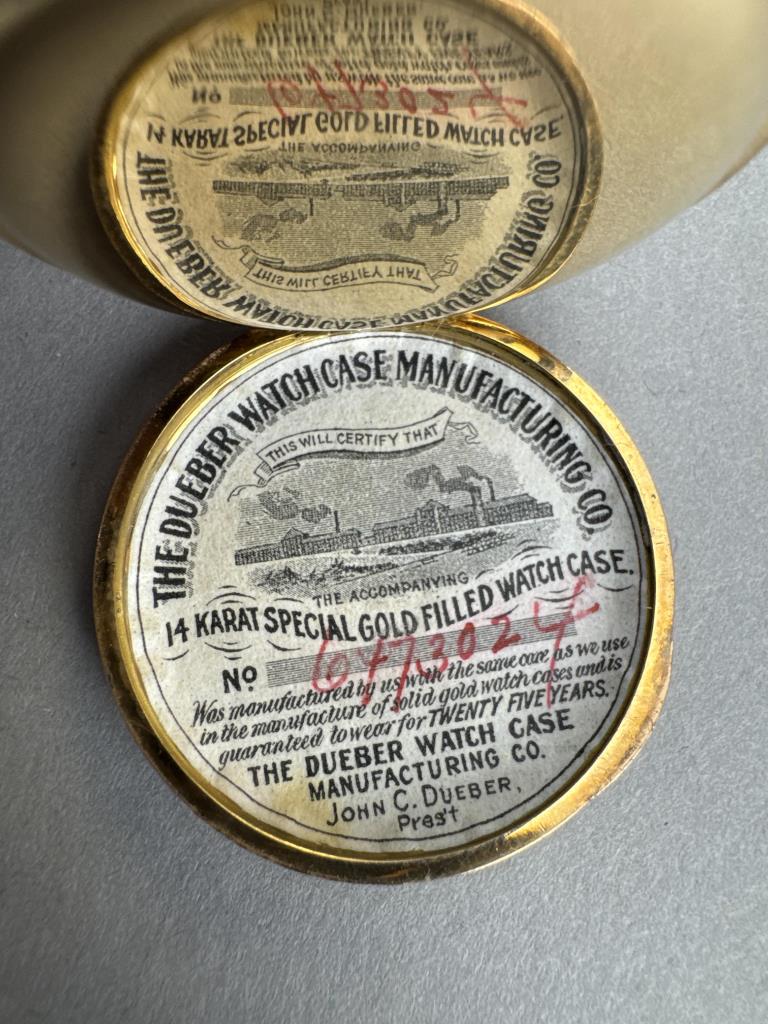 THE DUEBER WATCH CASE MANUFACTURING CO.
THIS WILL CERTIFY THAT
THE ACCOMPANYING
14 KARAT SPECIAL GOLD FILLED WATCH CASE.
No 6473024
Was manufactured by us with the same care as we use
in the manufacture of solid gold watch cases and is
guaranteed to wear for TWENTY FIVE YEARS.
THE DUEBER WATCH CASE
MANUFACTURING CO.
JOHN C. DUEBER,
Pres't